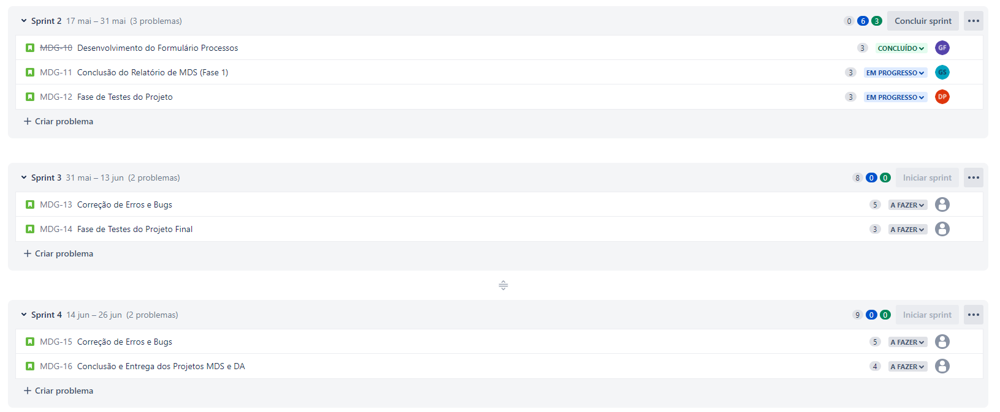 Sprint 2 17 mai – 31 mai (3 problemas) 0 6 3 Concluir sprint
MDG-10 Desenvolvimento do Formulário Processos 3 CONCLUÍDO GF
MDG-11 Conclusão do Relatório de MDS (Fase 1) 3 EM PROGRESSO GS
MDG-12 Fase de Testes do Projeto 3 EM PROGRESSO DP
Criar problema
Sprint 3 31 mai – 13 jun (2 problemas) 8 0 0 Iniciar sprint
MDG-13 Correção de Erros e Bugs 5 A FAZER
MDG-14 Fase de Testes do Projeto Final 3 A FAZER
Criar problema
Sprint 4 14 jun – 26 jun (2 problemas) 9 0 0 Iniciar sprint
MDG-15 Correção de Erros e Bugs 5 A FAZER
MDG-16 Conclusão e Entrega dos Projetos MDS e DA 4 A FAZER
Criar problema